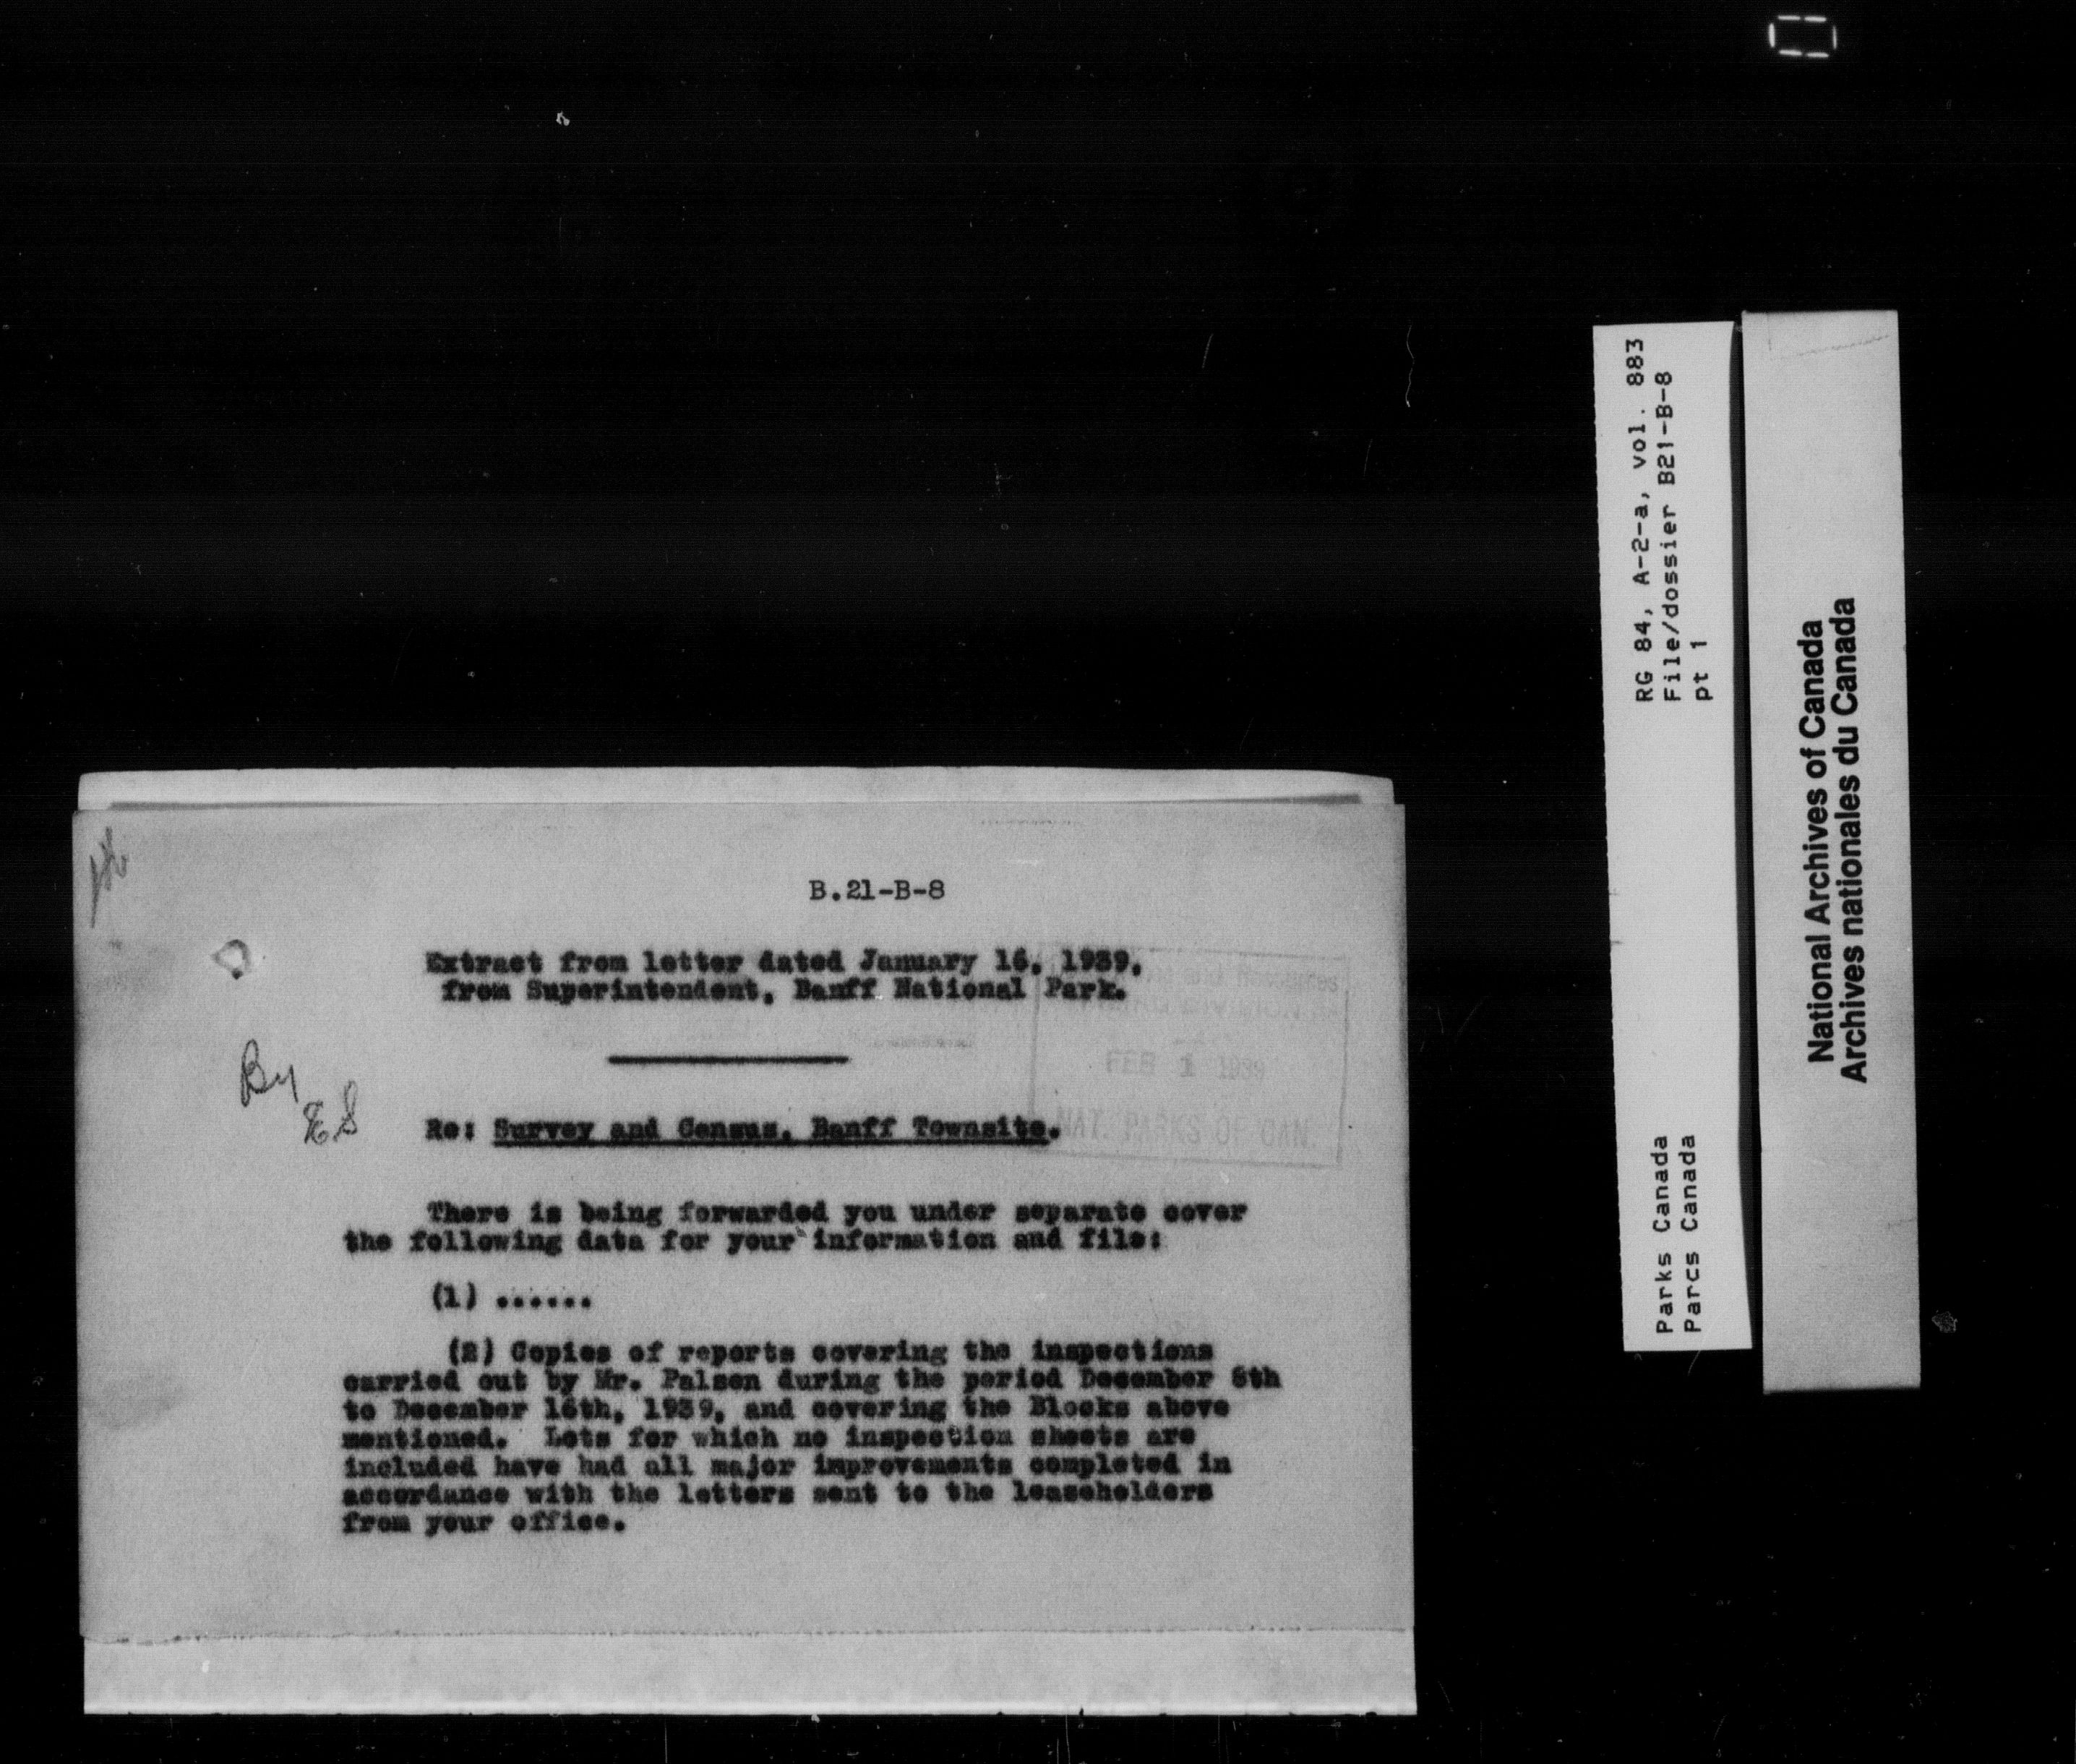 B.21-B-8
Extract from letter dated January 16, 1939,
from Superintendent, Banff National Park.
and Resources
FEB 1 1939
NAT. PARKS OF CAN.
By
ES
Re: Survey and Census, Banff Townsite.
There is being forwarded you under separate cover
the following data for your information and file:
(1) ......
(2) Copies of reports covering the inspections
carried out by Mr. Palsen during the period December
to December 16th, 1939, and covering the Blocks above
mentioned. Lots for which no inspection sheets are
included have had all major improvements completed in
accordance with the letters sent to the leaseholders
from your office.
RG 84, A-2-a, vol. 883
File/dossier B21-B-8
pt 1
Parks Canada
Parcs Canada
National Archives of Canada
Archives nationales du Canada